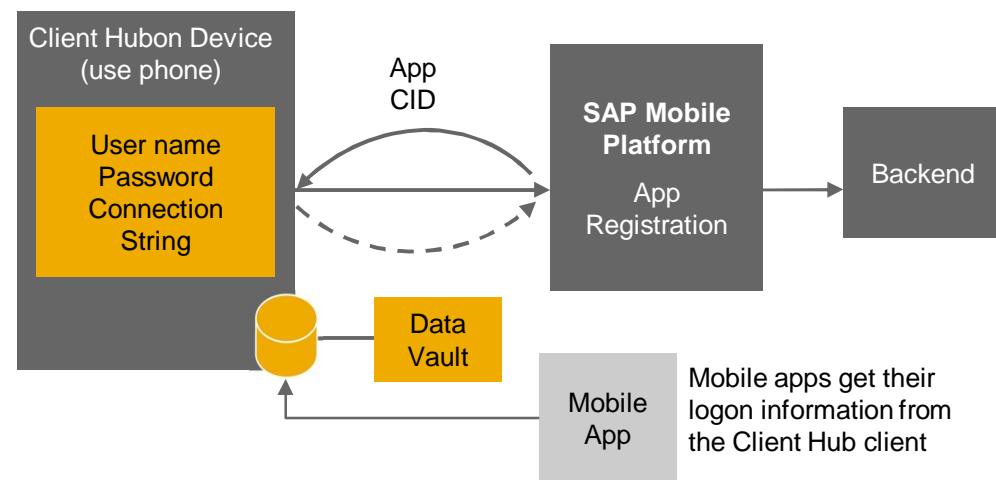 Client Hubon Device
(use phone)
User name
Password
Connection
String
App
CID
SAP Mobile
Platform
App
Registration
Backend
Data
Vault
Mobile
App
Mobile apps get their
logon information from
the Client Hub client